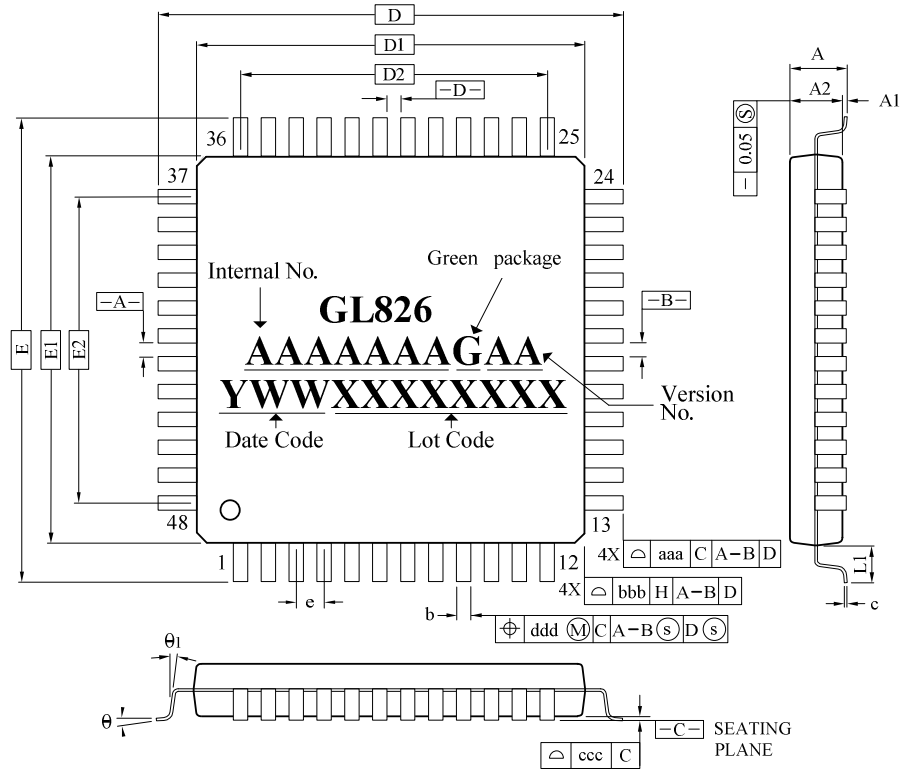 D
D1
D2
−D−
36
25
37
24
Internal No.
Green package
GL826
AAAAAAAGAA
YWWXXXXXXXX
Date Code
Lot Code
Version
No.
−A−
−B−
E
E1
E2
48
13
1
12
e
b
4X ⌓ aaa C A−B D
4X ⌓ bbb H A−B D
⌖ ddd Ⓜ C A−B ⓢ D ⓢ
A
A2
A1
− 0.05 Ⓢ
L1
c
θ1
θ
−C− SEATING
PLANE
⌓ ccc C